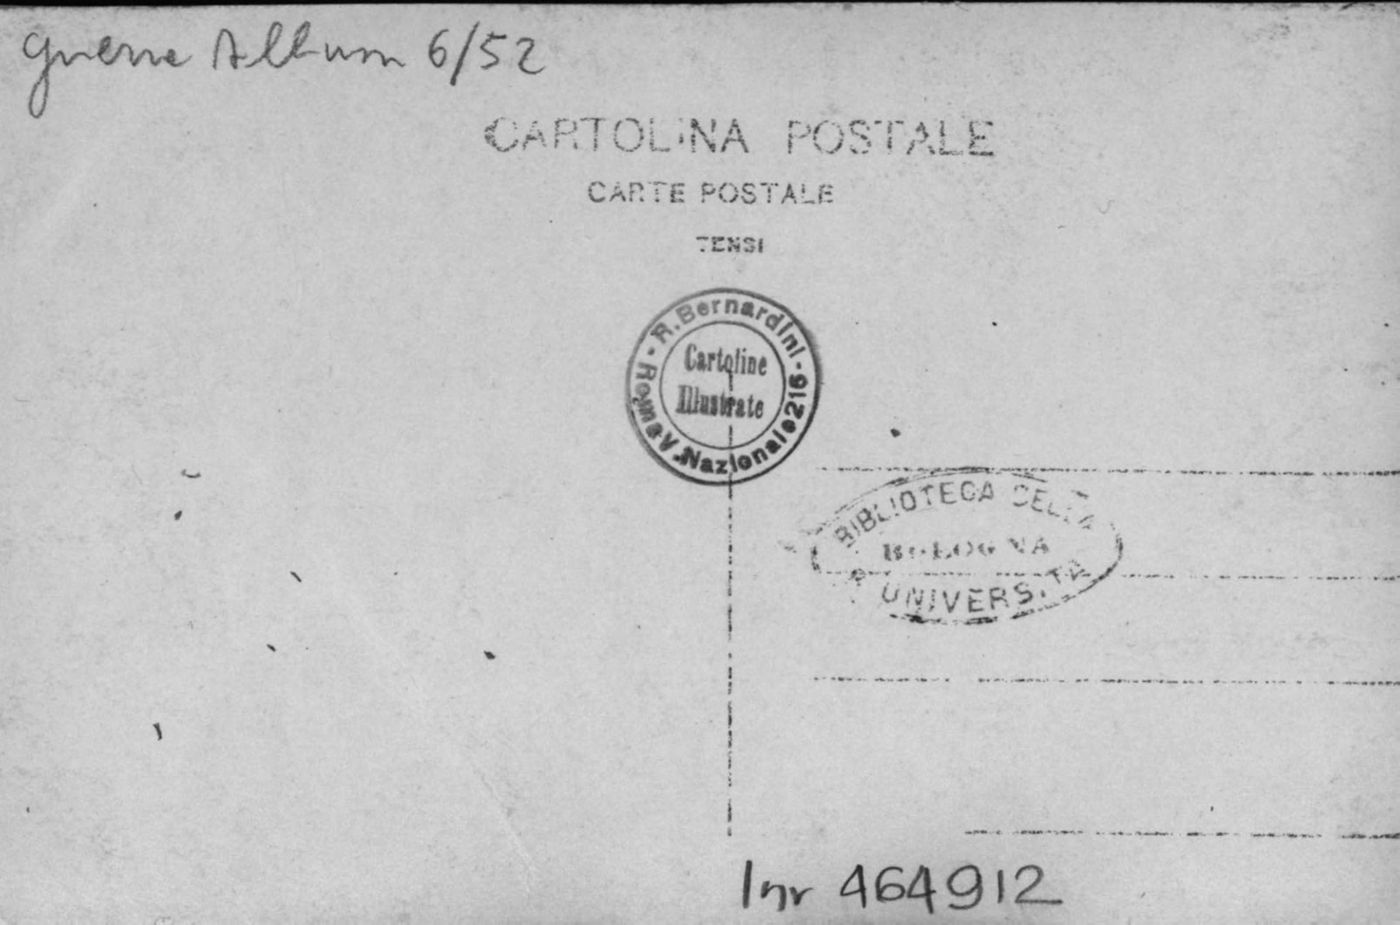 Guerra Album 6/52
CARTOLINA POSTALE
CARTE POSTALE
TENSI
R. Bernardini - Roma V. Nazionale 216 -
Cartoline
Illustrate
BIBLIOTECA DELLA
BOLOGNA
R UNIVERSITA
Inv 464912